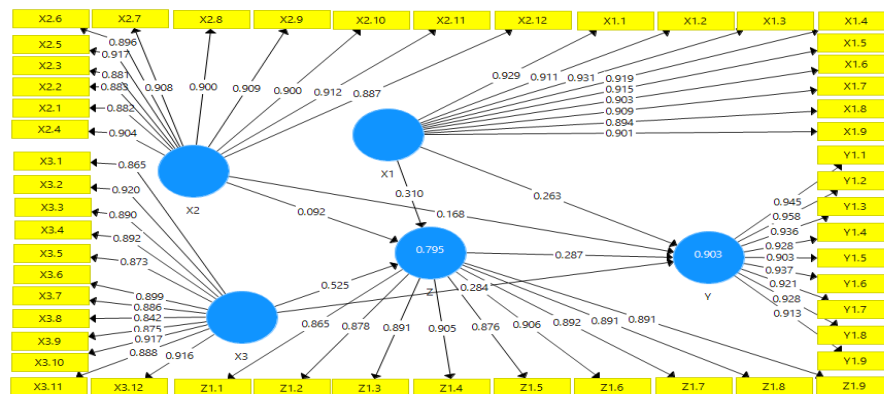 X2.6 X2.7 X2.8 X2.9 X2.10 X2.11 X2.12 X1.1 X1.2 X1.3 X1.4
X2.5 0.896 X1.5
0.917
X2.3 0.929 0.911 0.931 0.919 X1.6
0.881 0.908 0.900 0.909 0.900 0.912 0.887 0.915
X2.2 0.883 0.903 X1.7
X2.1 0.882 0.909 X1.8
0.894
X2.4 0.904 0.901 X1.9
X3.1 0.865 X1 Y1.1
X3.2 0.920 X2 0.310 0.263 Y1.2
X3.3 0.890 0.092 0.168 0.945 Y1.3
0.958
X3.4 0.892 0.936 Y1.4
0.928
X3.5 0.873 0.795 0.287 0.903 0.903 Y1.5
X3.6 0.525 Z 0.284 Y 0.937 Y1.6
X3.7 0.899 0.921 Y1.7
0.886 0.928
X3.8 0.842 0.865 0.878 0.891 0.905 0.876 0.906 0.892 0.891 0.891 0.913 Y1.8
X3.9 0.875
0.917
X3.10 0.888 0.916 X3 Y1.9
X3.11 X3.12 Z1.1 Z1.2 Z1.3 Z1.4 Z1.5 Z1.6 Z1.7 Z1.8 Z1.9